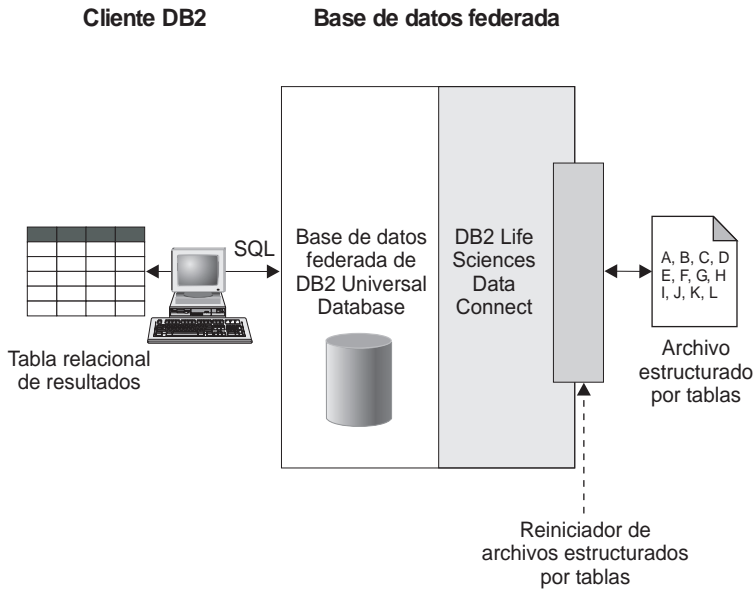 Cliente DB2
Base de datos federada
SQL
Base de datos
federada de
DB2 Universal
Database
DB2 Life
Sciences
Data
Connect
A, B, C, D
E, F, G, H
I, J, K, L
Tabla relacional
de resultados
Archivo
estructurado
por tablas
Reiniciador de
archivos estructurados
por tablas